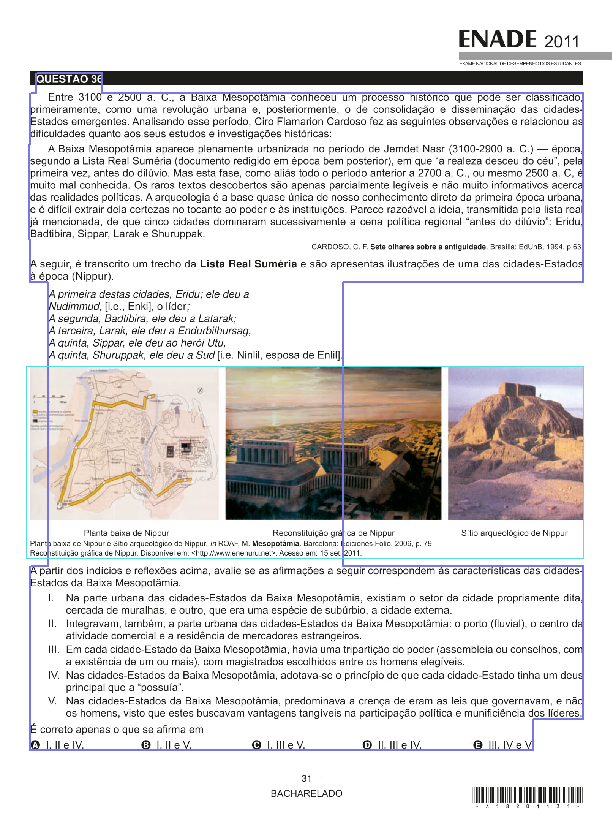 ENADE 2011
EXAME NACIONAL DE DESEMPENHO DOS ESTUDANTES
QUESTÃO 36
Entre 3100 e 2500 a. C., a Baixa Mesopotâmia conheceu um processo histórico que pode ser classificado,
primeiramente, como uma revolução urbana e, posteriormente, o de consolidação e disseminação das cidades-
Estados emergentes. Analisando esse período, Ciro Flamarion Cardoso fez as seguintes observações e relacionou as
dificuldades quanto aos seus estudos e investigações históricas:
A Baixa Mesopotâmia aparece plenamente urbanizada no período de Jemdet Nasr (3100-2900 a. C.) — época,
segundo a Lista Real Suméria (documento redigido em época bem posterior), em que “a realeza desceu do céu”, pela
primeira vez, antes do dilúvio. Mas esta fase, como aliás todo o período anterior a 2700 a. C., ou mesmo 2500 a. C, é
muito mal conhecida. Os raros textos descobertos são apenas parcialmente legíveis e não muito informativos acerca
das realidades políticas. A arqueologia é a base quase única de nosso conhecimento direto da primeira época urbana,
e é difícil extrair dela certezas no tocante ao poder e às instituições. Parece razoável a ideia, transmitida pela lista real
já mencionada, de que cinco cidades dominaram sucessivamente a cena política regional “antes do dilúvio”: Eridu,
Badtibira, Sippar, Larak e Shuruppak.
CARDOSO, C. F. Sete olhares sobre a antiguidade. Brasília: EdUnB, 1994, p 63.
A seguir, é transcrito um trecho da Lista Real Suméria e são apresentas ilustrações de uma das cidades-Estados
à época (Nippur).
A primeira destas cidades, Eridu; ele deu a
Nudimmud, [i.e., Enki], o líder;
A segunda, Badtibira, ele deu a Latarak;
A terceira, Larak, ele deu a Endurbilhursag,
A quinta, Sippar, ele deu ao herói Utu,
A quinta, Shuruppak, ele deu a Sud [i.e. Ninlil, esposa de Enlil].
Planta baixa de Nippur
Reconstituição gráfica de Nippur
Sítio arqueológico de Nippur
Planta baixa de Nippur e Sítio arqueológico de Nippur, in ROAF, M. Mesopotâmia. Barcelona: Ediciones Folio, 2006, p. 79
Reconstituição gráfica de Nippur. Disponível em: <http://www.enenuru.net>. Acesso em: 15 set. 2011.
A partir dos indícios e reflexões acima, avalie se as afirmações a seguir correspondem às características das cidades-
Estados da Baixa Mesopotâmia.
I. Na parte urbana das cidades-Estados da Baixa Mesopotâmia, existiam o setor da cidade propriamente dita,
cercada de muralhas, e outro, que era uma espécie de subúrbio, a cidade externa.
II. Integravam, também, a parte urbana das cidades-Estados da Baixa Mesopotâmia: o porto (fluvial), o centro da
atividade comercial e a residência de mercadores estrangeiros.
III. Em cada cidade-Estado da Baixa Mesopotâmia, havia uma tripartição do poder (assembleia ou conselhos, com
a existência de um ou mais), com magistrados escolhidos entre os homens elegíveis.
IV. Nas cidades-Estados da Baixa Mesopotâmia, adotava-se o princípio de que cada cidade-Estado tinha um deus
principal que a “possuía”.
V. Nas cidades-Estados da Baixa Mesopotâmia, predominava a crença de eram as leis que governavam, e não
os homens, visto que estes buscavam vantagens tangíveis na participação política e munificiência dos líderes.
É correto apenas o que se afirma em
A I, II e IV. B I, II e V. C I, III e V. D II, III e IV. E III, IV e V.
31
BACHARELADO